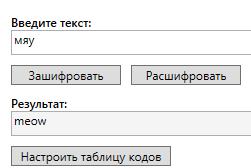 Введите текст:
мяу
Зашифровать Расшифровать
Результат:
meow
Настроить таблицу кодов